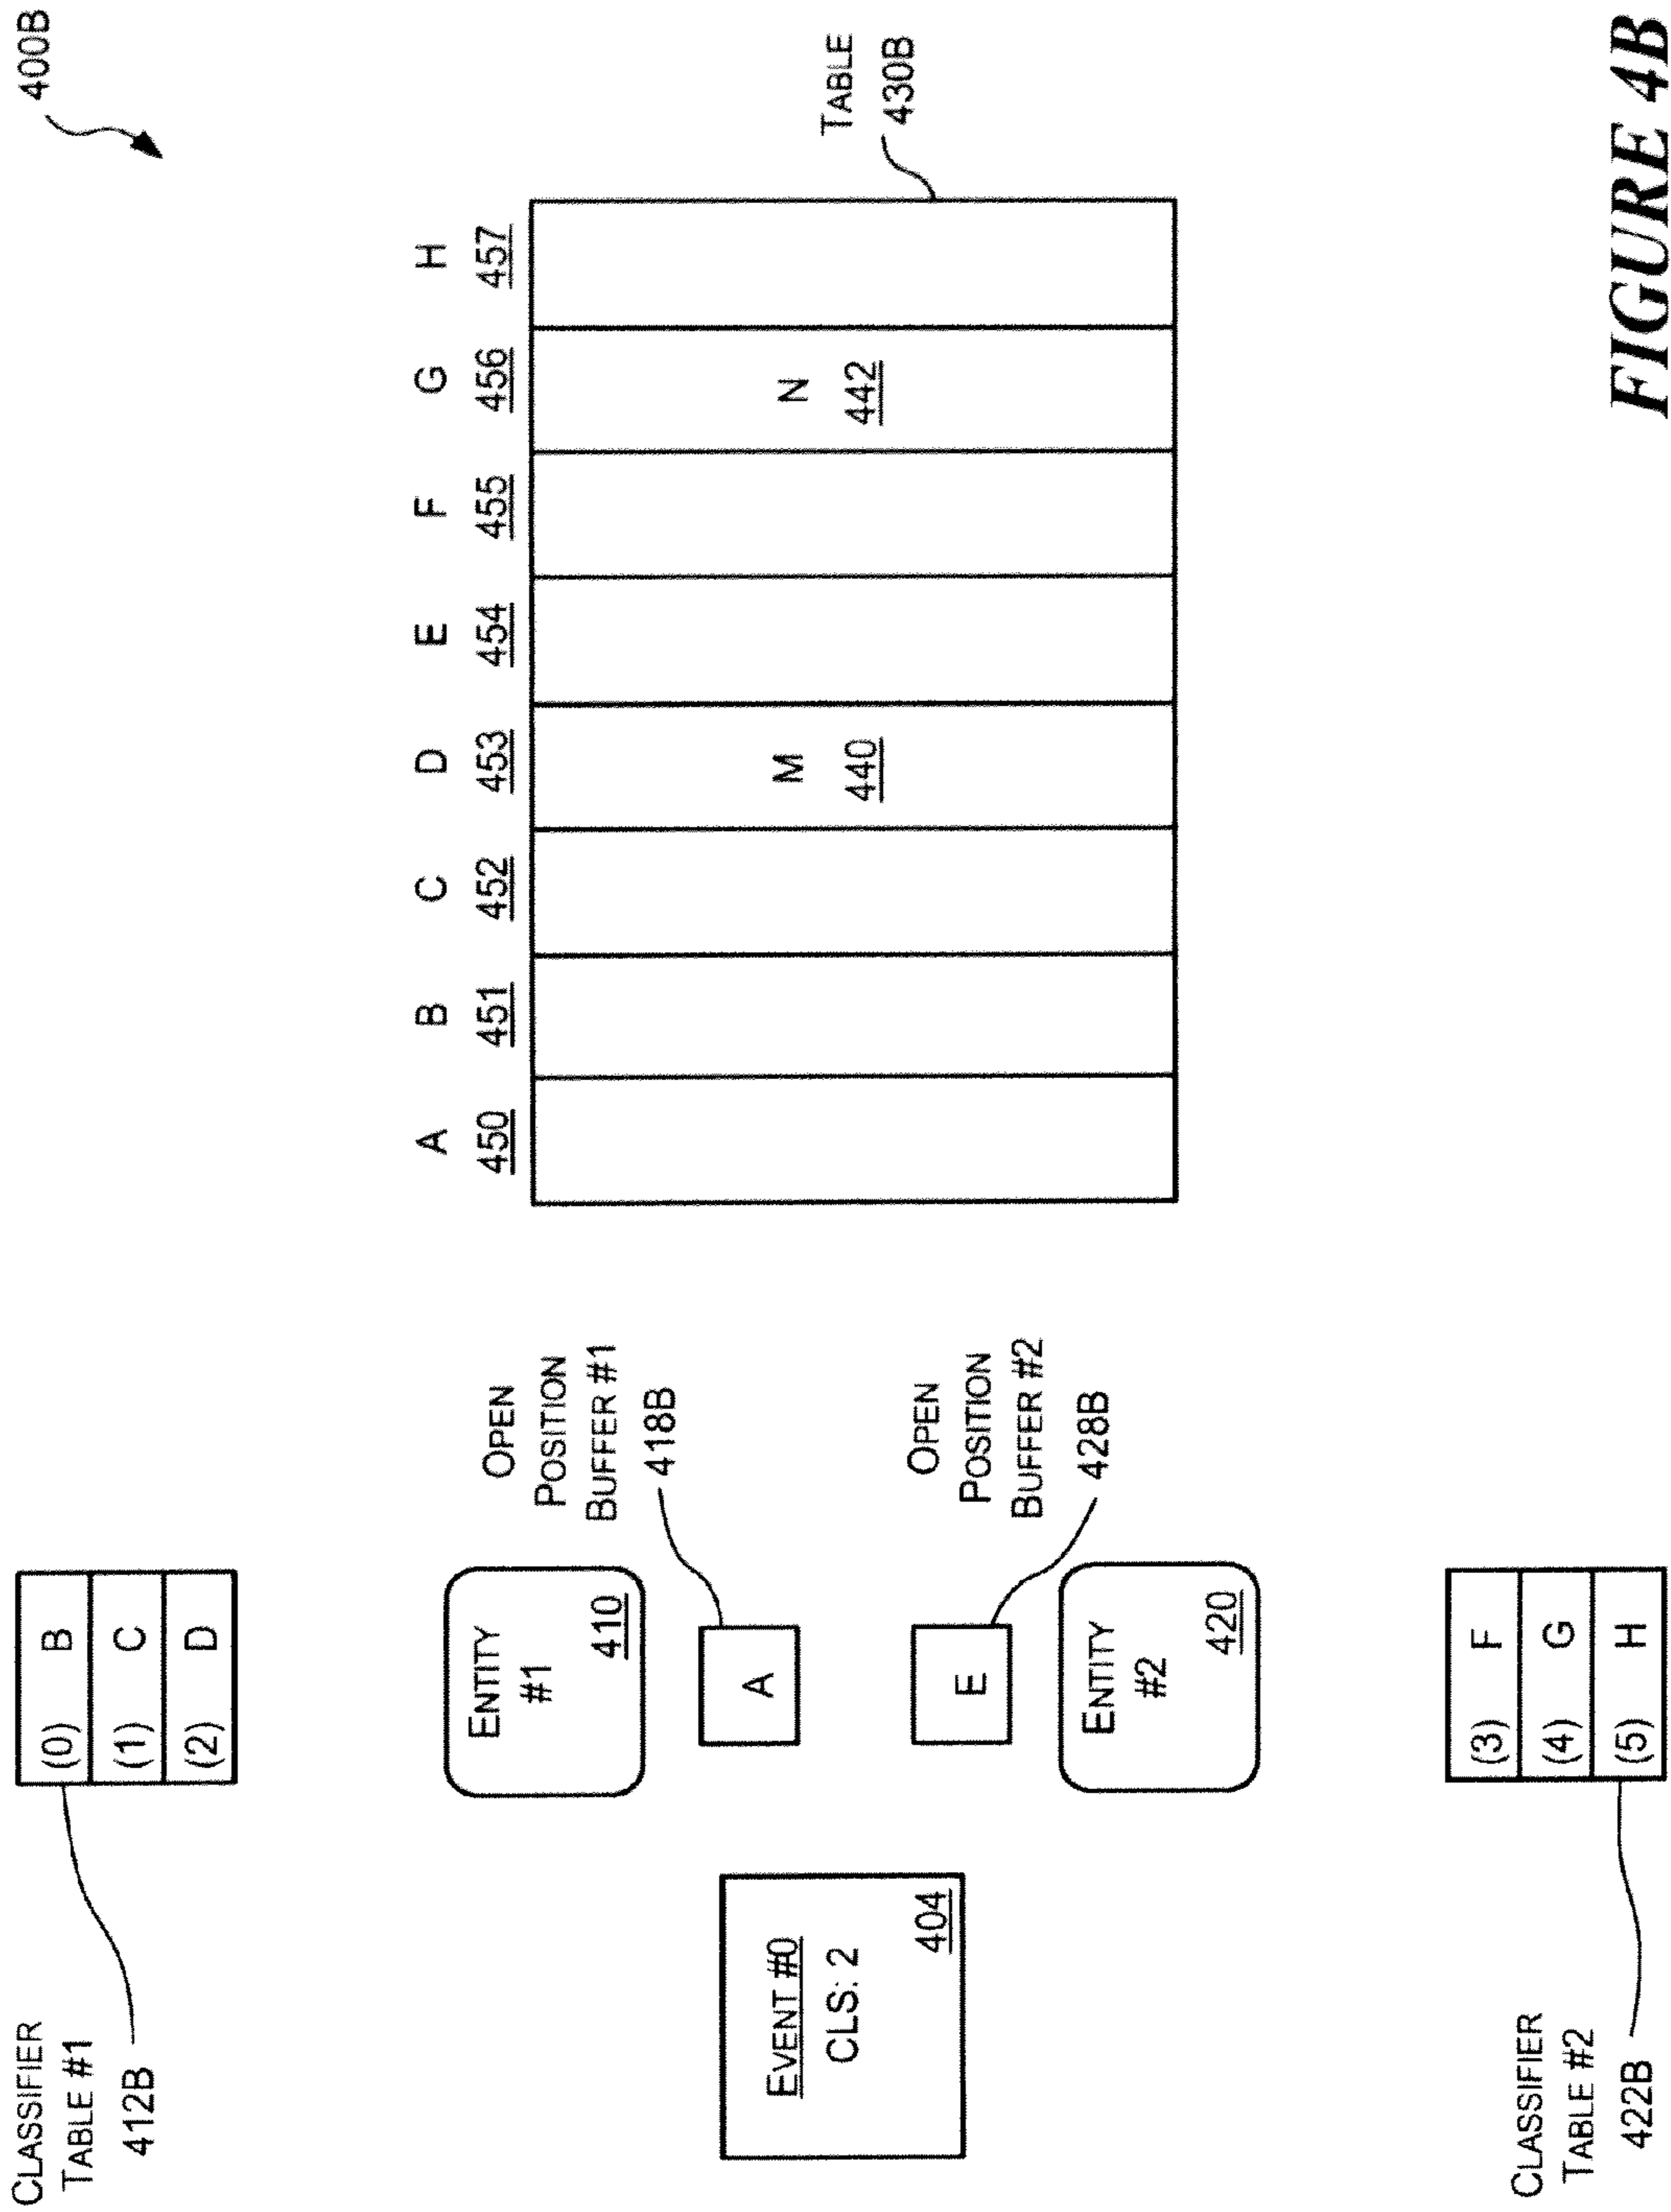 400B
CLASSIFIER
TABLE #1
412B
(0) B
(1) C
(2) D
ENTITY
#1
410
OPEN
POSITION
BUFFER #1
418B
A
EVENT #0
CLS: 2
404
E
OPEN
POSITION
BUFFER #2
428B
ENTITY
#2
420
CLASSIFIER
TABLE #2
422B
(3) F
(4) G
(5) H
A B C D E F G H
450 451 452 453 454 455 456 457
M
440
N
442
TABLE
430B
FIGURE 4B